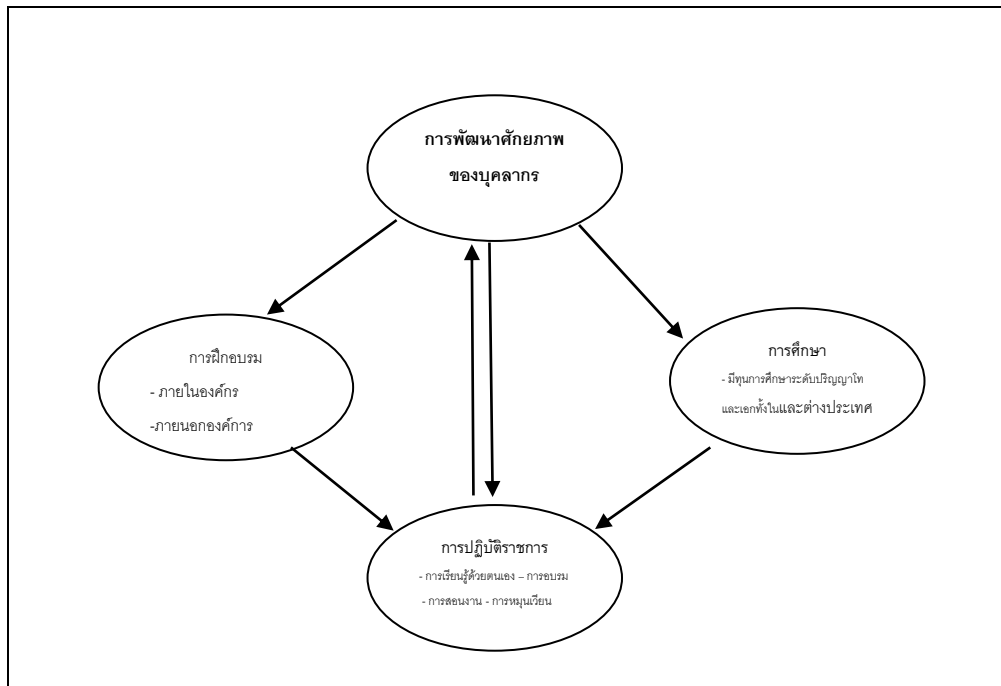 การพัฒนาศักยภาพ
ของบุคลากร
การฝึกอบรม
- ภายในองค์กร
-ภายนอกองค์การ
การศึกษา
- มีทุนการศึกษาระดับปริญญาโท
และเอกทั้งในและต่างประเทศ
การปฏิบัติราชการ
- การเรียนรู้ด้วยตนเอง – การอบรม
- การสอนงาน - การหมุนเวียน